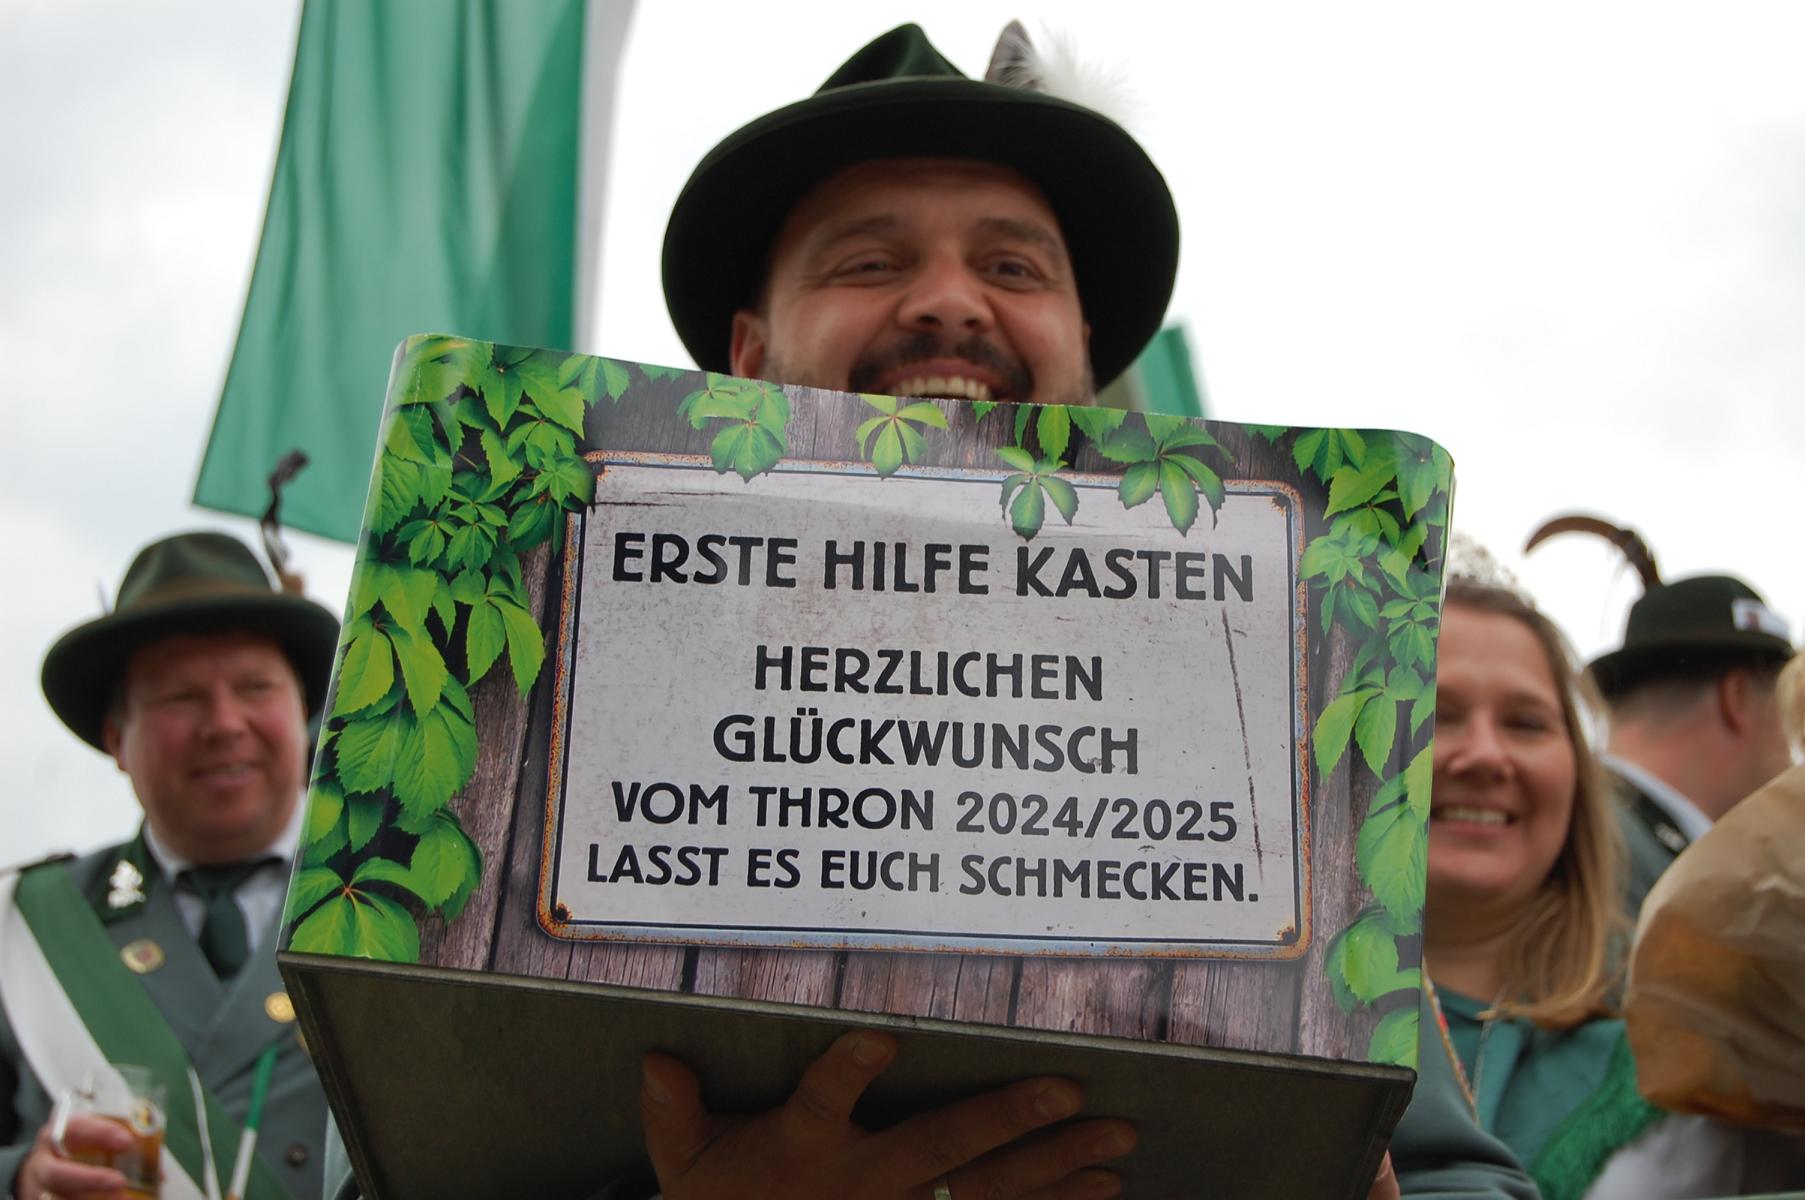 ERSTE HILFE KASTEN
HERZLICHEN
GLÜCKWUNSCH
VOM THRON 2024/2025
LASST ES EUCH SCHMECKEN.